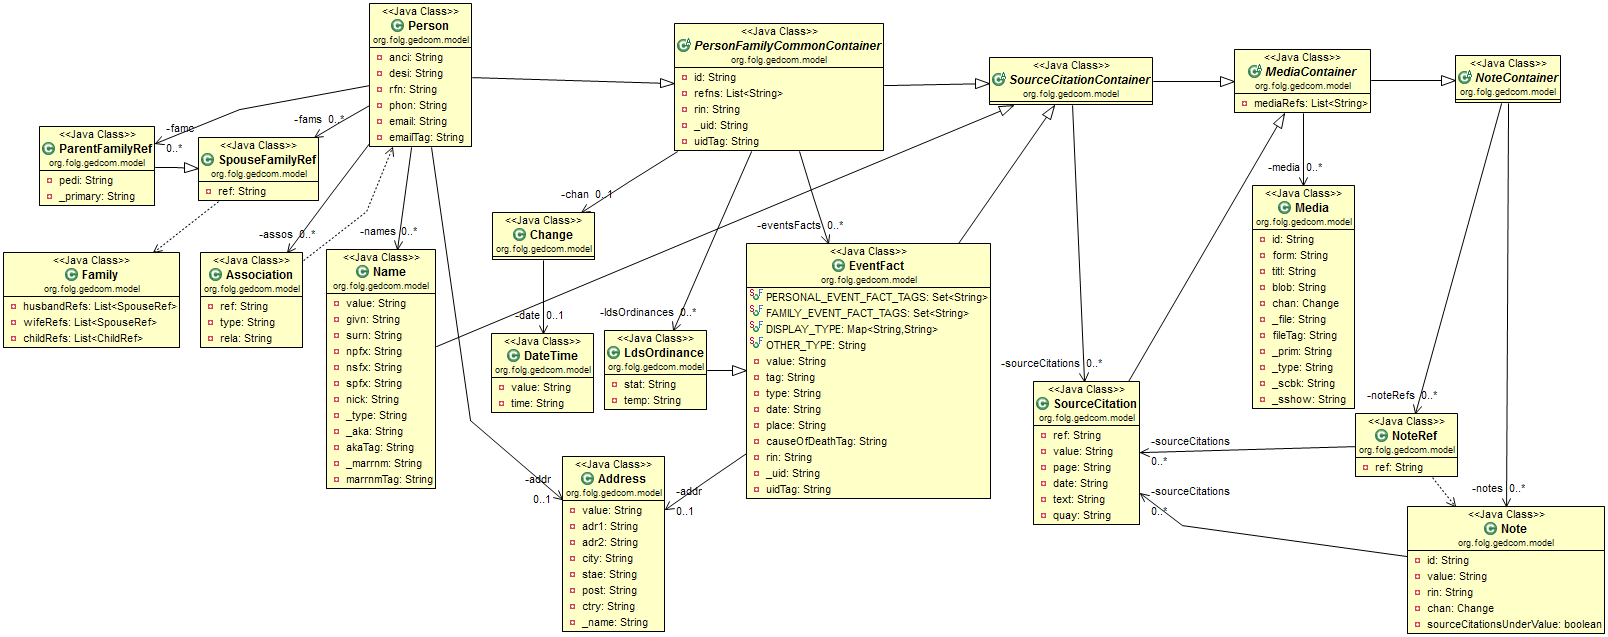 <<Java Class>>
Person
org.folg.gedcom.model
anci: String
desi: String
rfn: String
phon: String
email: String
emailTag: String
<<Java Class>>
PersonFamilyCommonContainer
org.folg.gedcom.model
id: String
refns: List<String>
rin: String
_uid: String
uidTag: String
<<Java Class>>
SourceCitationContainer
org.folg.gedcom.model
<<Java Class>>
MediaContainer
org.folg.gedcom.model
mediaRefs: List<String>
<<Java Class>>
NoteContainer
org.folg.gedcom.model
-famc
0..*
-fams 0..*
<<Java Class>>
ParentFamilyRef
org.folg.gedcom.model
pedi: String
_primary: String
<<Java Class>>
SpouseFamilyRef
org.folg.gedcom.model
ref: String
-chan 0..1
-media 0..*
<<Java Class>>
Change
org.folg.gedcom.model
<<Java Class>>
Media
org.folg.gedcom.model
id: String
form: String
titl: String
blob: String
chan: Change
_file: String
fileTag: String
_prim: String
_type: String
_scbk: String
_sshow: String
-assos 0..*
-names 0..*
-eventsFacts 0..*
<<Java Class>>
Family
org.folg.gedcom.model
husbandRefs: List<SpouseRef>
wifeRefs: List<SpouseRef>
childRefs: List<ChildRef>
<<Java Class>>
Association
org.folg.gedcom.model
ref: String
type: String
rela: String
<<Java Class>>
Name
org.folg.gedcom.model
value: String
givn: String
surn: String
npfx: String
nsfx: String
spfx: String
nick: String
_type: String
_aka: String
akaTag: String
_marrnm: String
marrnmTag: String
<<Java Class>>
EventFact
org.folg.gedcom.model
PERSONAL_EVENT_FACT_TAGS: Set<String>
FAMILY_EVENT_FACT_TAGS: Set<String>
DISPLAY_TYPE: Map<String,String>
OTHER_TYPE: String
value: String
tag: String
type: String
date: String
place: String
causeOfDeathTag: String
rin: String
_uid: String
uidTag: String
-date 0..1
-ldsOrdinances 0..*
<<Java Class>>
DateTime
org.folg.gedcom.model
value: String
time: String
<<Java Class>>
LdsOrdinance
org.folg.gedcom.model
stat: String
temp: String
-sourceCitations 0..*
<<Java Class>>
SourceCitation
org.folg.gedcom.model
ref: String
value: String
page: String
date: String
text: String
quay: String
-noteRefs 0..*
<<Java Class>>
NoteRef
org.folg.gedcom.model
ref: String
-sourceCitations
0..*
-sourceCitations
0..*
-notes 0..*
-addr
0..1
-addr
0..1
<<Java Class>>
Address
org.folg.gedcom.model
value: String
adr1: String
adr2: String
city: String
stae: String
post: String
ctry: String
_name: String
<<Java Class>>
Note
org.folg.gedcom.model
id: String
value: String
rin: String
chan: Change
sourceCitationsUnderValue: boolean